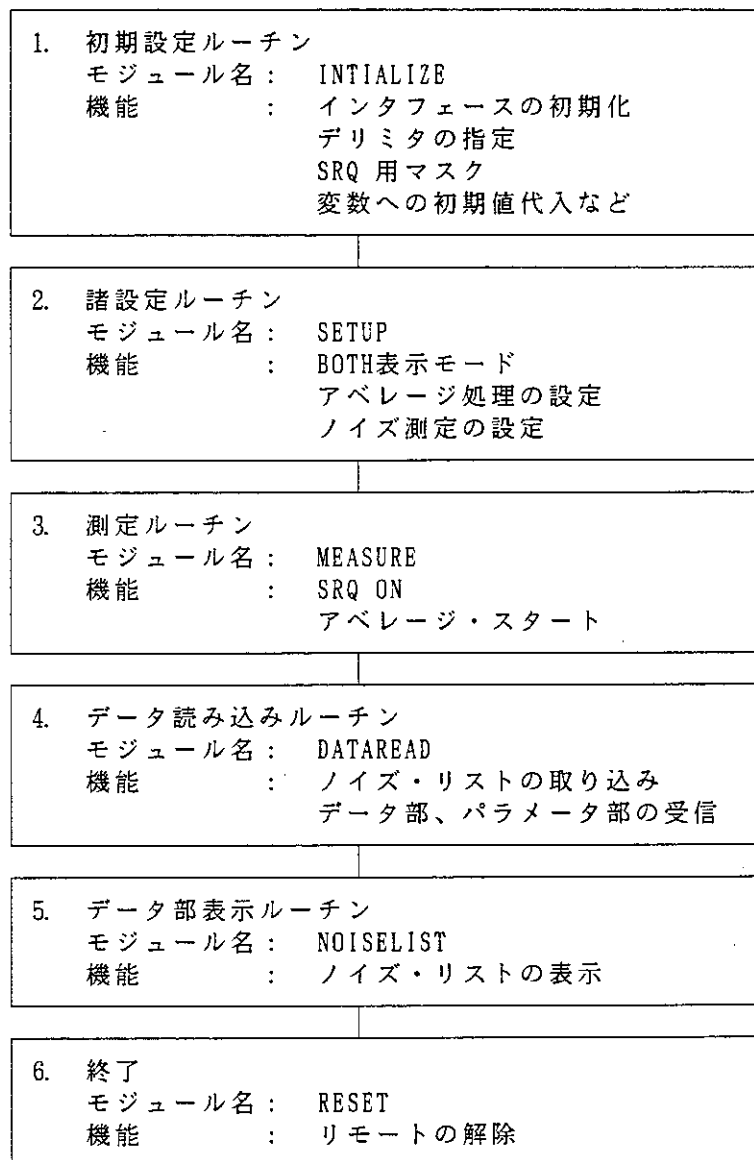 1. 初期設定ルーチン
モジュール名： INTIALIZE
機能 ： インタフェースの初期化
デリミタの指定
SRQ 用マスク
変数への初期値代入など
2. 諸設定ルーチン
モジュール名： SETUP
機能 ： BOTH表示モード
アベレージ処理の設定
ノイズ測定の設定
3. 測定ルーチン
モジュール名： MEASURE
機能 ： SRQ ON
アベレージ・スタート
4. データ読み込みルーチン
モジュール名： DATAREAD
機能 ： ノイズ・リストの取り込み
データ部、パラメータ部の受信
5. データ部表示ルーチン
モジュール名： NOISELIST
機能 ： ノイズ・リストの表示
6. 終了
モジュール名： RESET
機能 ： リモートの解除